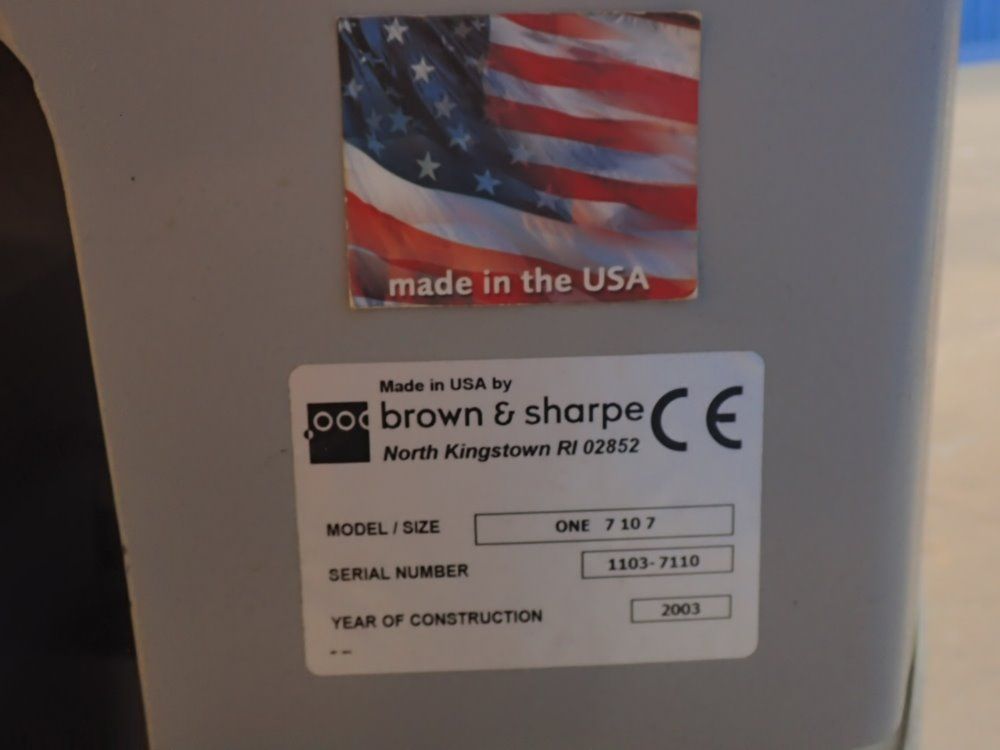 made in the USA
Made in USA by
brown & sharpe CE
North Kingstown RI 02852
MODEL / SIZE ONE 7 10 7
SERIAL NUMBER 1103-7110
YEAR OF CONSTRUCTION 2003